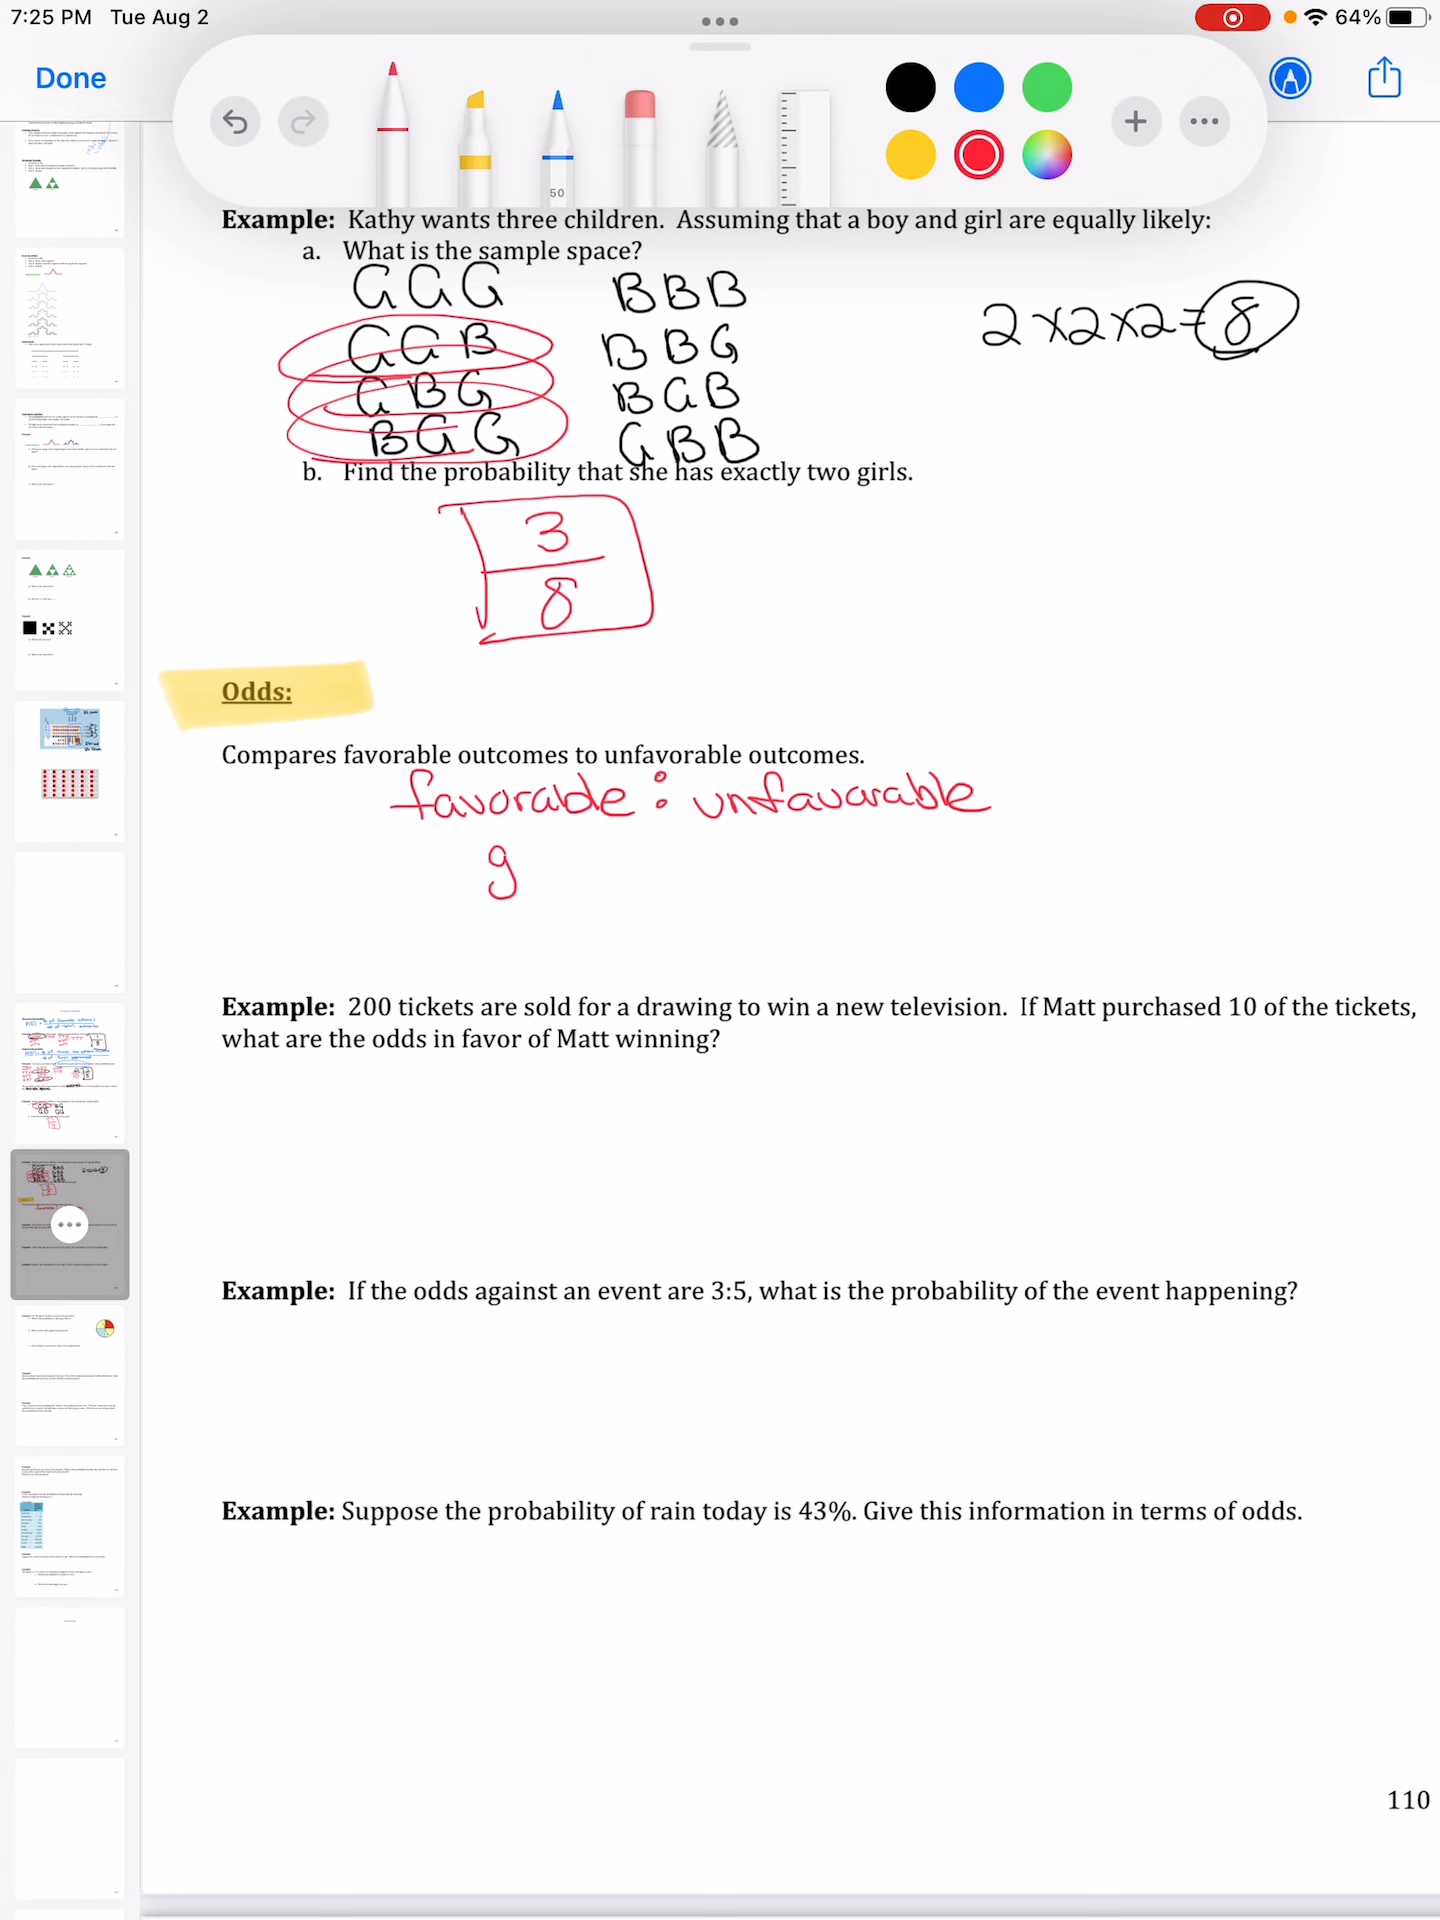 7:25 PM Tue Aug 2
64%
Done
50
Example: Kathy wants three children. Assuming that a boy and girl are equally likely:
a. What is the sample space?
GGG BBB
2×2×2=8
GGB BBG
GBG BGB
BGG GBB
b. Find the probability that she has exactly two girls.
3
8
Odds:
Compares favorable outcomes to unfavorable outcomes.
favorable : unfavorable
g
Example: 200 tickets are sold for a drawing to win a new television. If Matt purchased 10 of the tickets,
what are the odds in favor of Matt winning?
Example: If the odds against an event are 3:5, what is the probability of the event happening?
Example: Suppose the probability of rain today is 43%. Give this information in terms of odds.
110